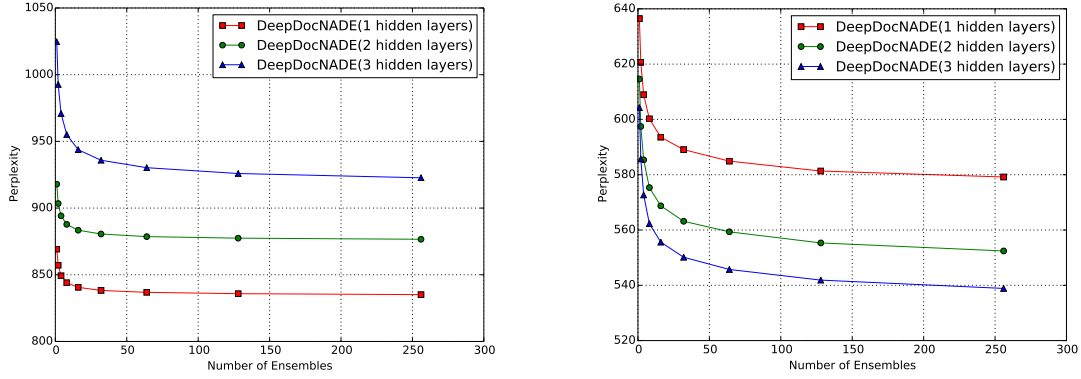 1050
1000
950
900
850
800
Perplexity
DeepDocNADE(1 hidden layers)
DeepDocNADE(2 hidden layers)
DeepDocNADE(3 hidden layers)
0 50 100 150 200 250 300
Number of Ensembles
640
620
600
580
560
540
520
Perplexity
DeepDocNADE(1 hidden layers)
DeepDocNADE(2 hidden layers)
DeepDocNADE(3 hidden layers)
0 50 100 150 200 250 300
Number of Ensembles